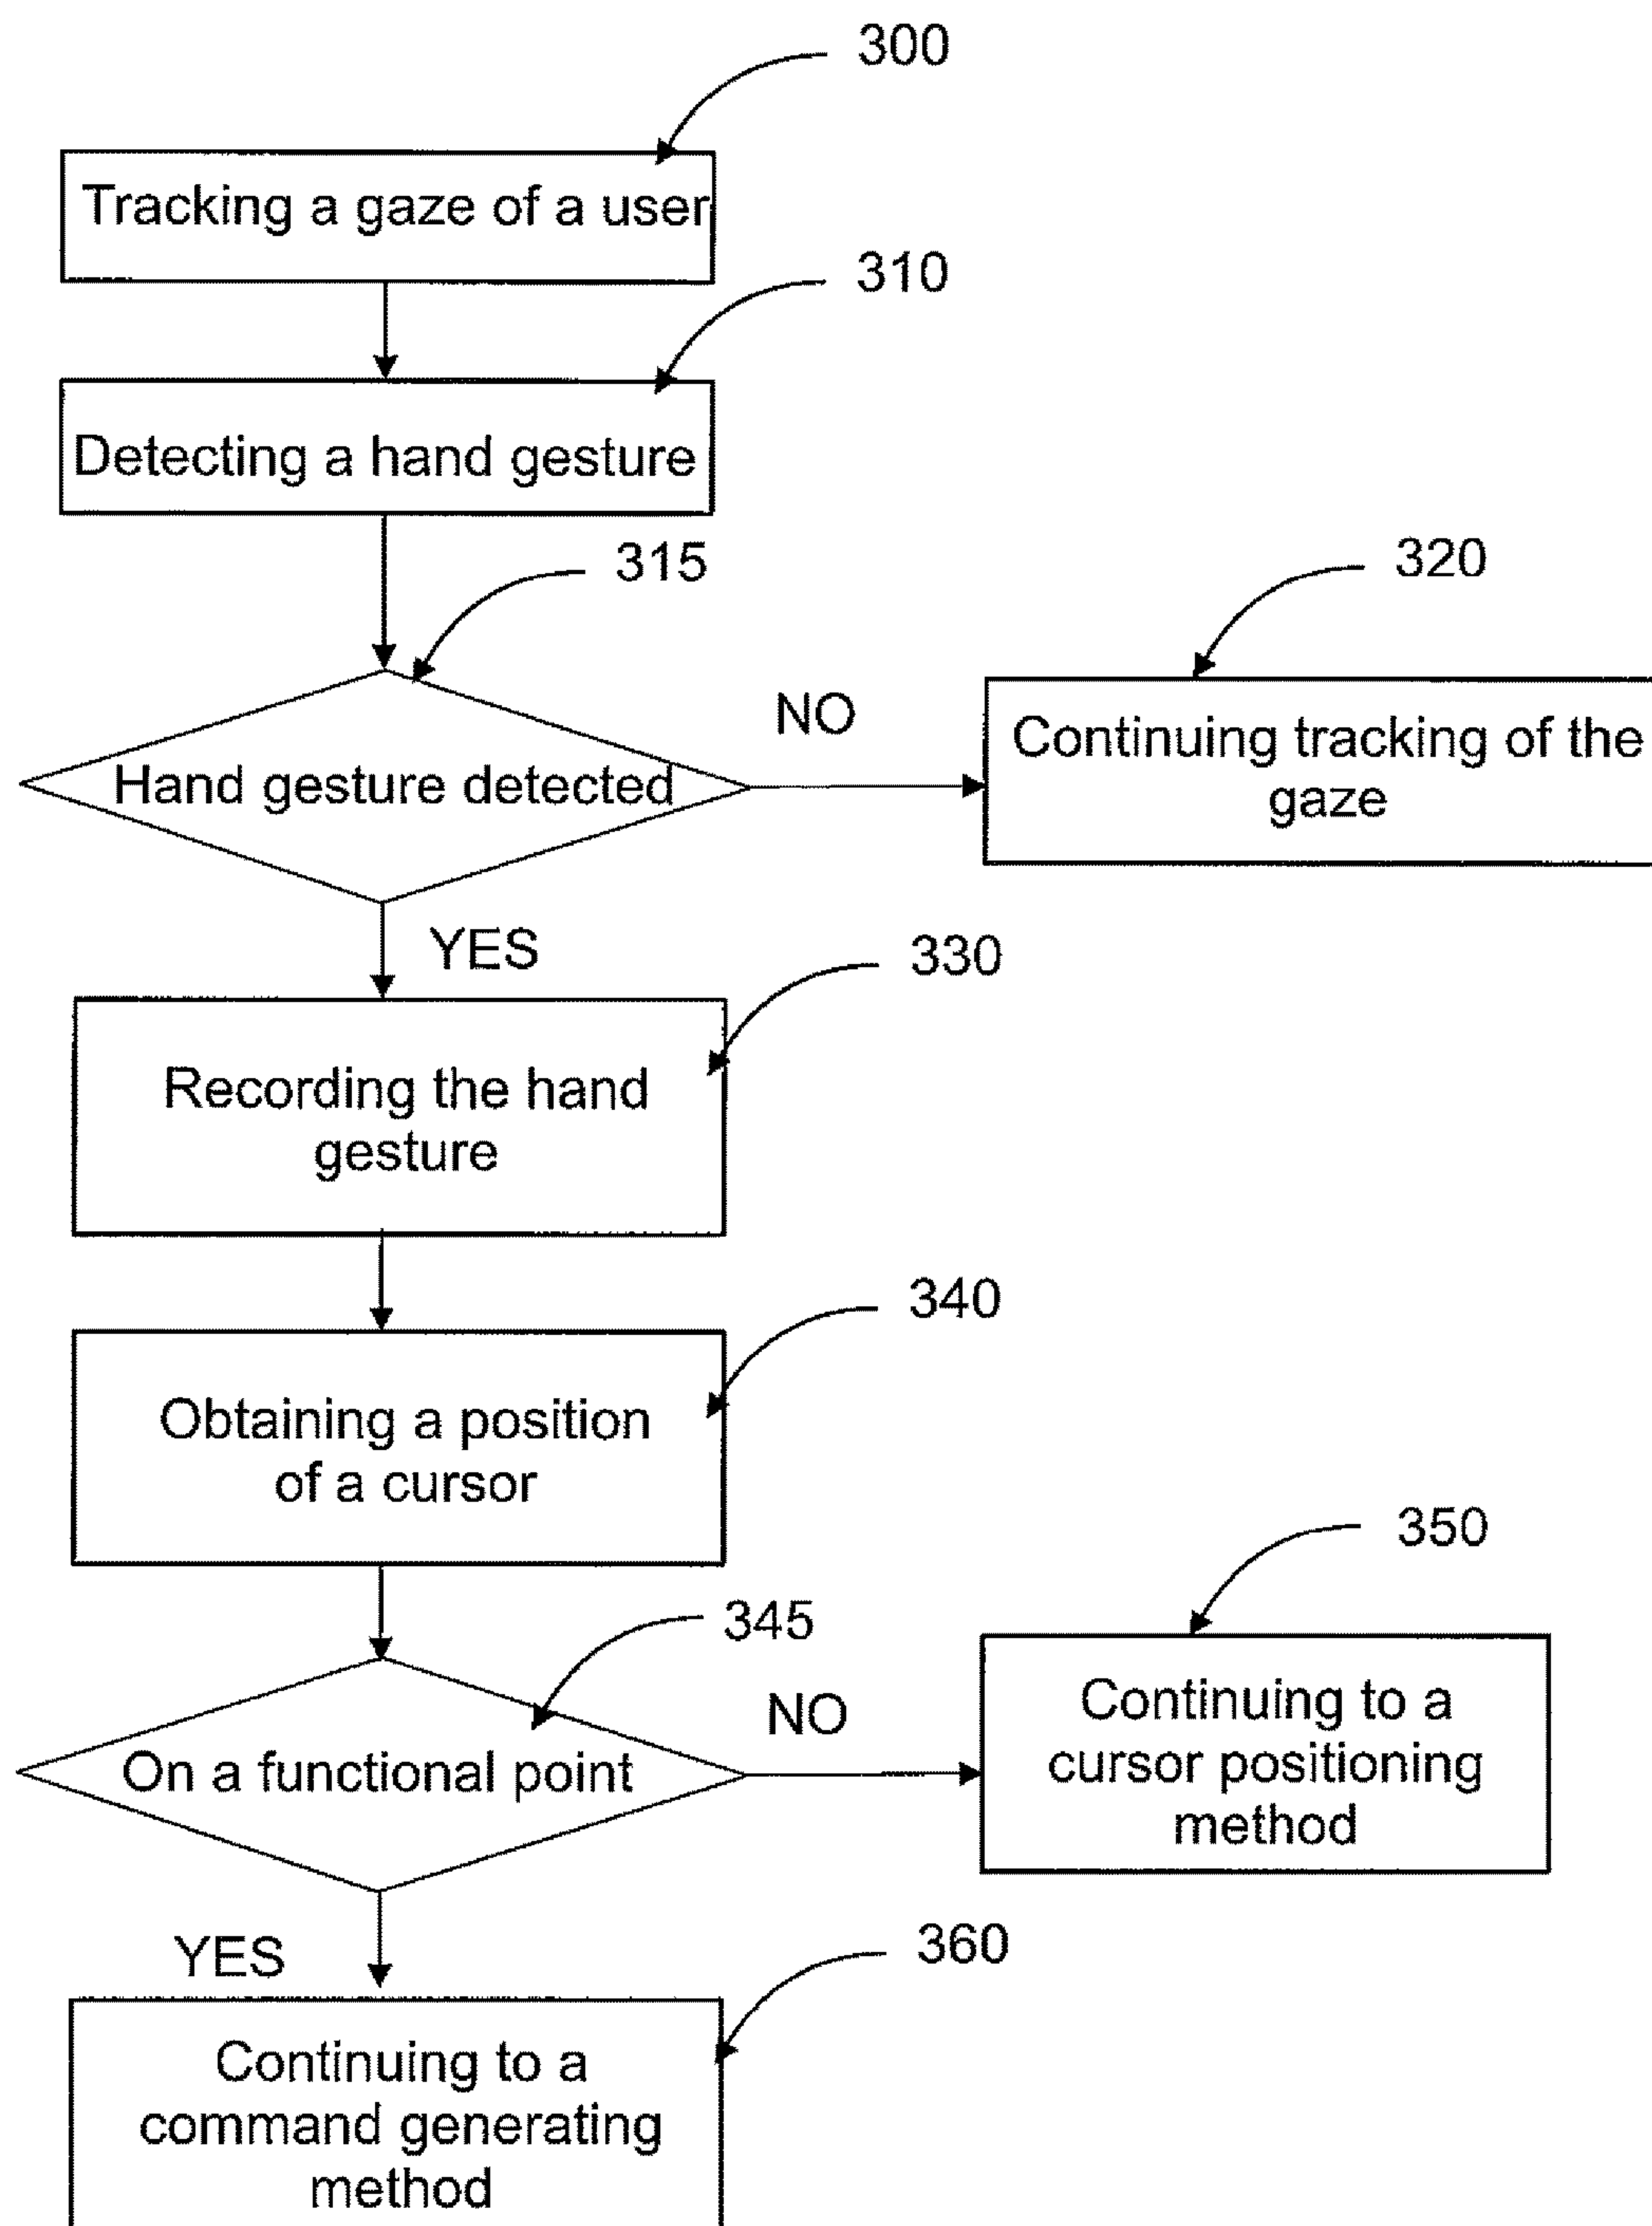 300
Tracking a gaze of a user
310
Detecting a hand gesture
315
320
Hand gesture detected
NO
Continuing tracking of the
gaze
YES
330
Recording the hand
gesture
340
Obtaining a position
of a cursor
345
350
On a functional point
NO
Continuing to a
cursor positioning
method
YES
360
Continuing to a
command generating
method